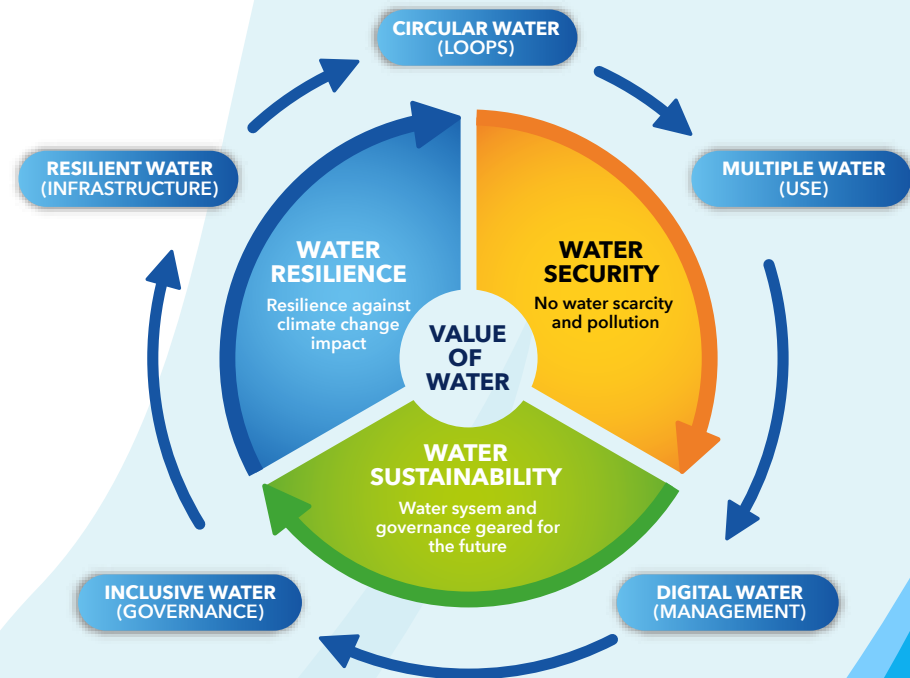 CIRCULAR WATER
(LOOPS)
RESILIENT WATER
(INFRASTRUCTURE)
MULTIPLE WATER
(USE)
WATER
RESILIENCE
Resilience against
climate change
impact
WATER
SECURITY
No water scarcity
and pollution
VALUE
OF
WATER
WATER
SUSTAINABILITY
Water sysem and
governance geared for
the future
INCLUSIVE WATER
(GOVERNANCE)
DIGITAL WATER
(MANAGEMENT)